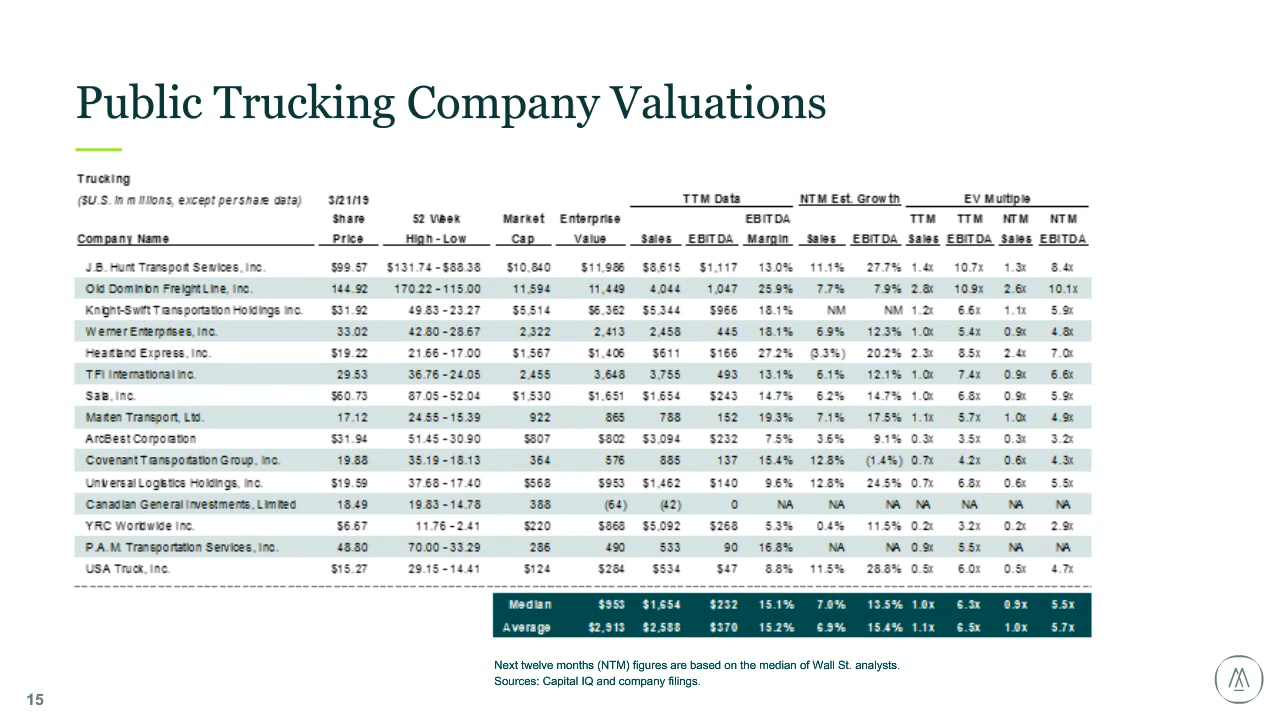 Public Trucking Company Valuations
Trucking
($U.S. in millions, except per share data) 3/21/19 TTM Data NTM Est. Growth EV Multiple
Share 52 Week Market Enterprise EBITDA TTM TTM NTM NTM
Company Name Price High - Low Cap Value Sales EBITDA Margin Sales EBITDA Sales EBITDA Sales EBITDA
J.B. Hunt Transport Services, Inc. $99.57 $131.74 - $88.38 $10,840 $11,986 $8,615 $1,117 13.0% 11.1% 27.7% 1.4x 10.7x 1.3x 8.4x
Old Dominion Freight Line, Inc. 144.92 170.22 - 115.00 11,594 11,449 4,044 1,047 25.9% 7.7% 7.9% 2.8x 10.9x 2.6x 10.1x
Knight-Swift Transportation Holdings Inc. $31.92 49.83 - 23.27 $5,514 $6,362 $5,344 $966 18.1% NM NM 1.2x 6.6x 1.1x 5.9x
Werner Enterprises, Inc. 33.02 42.80 - 28.67 2,322 2,413 2,458 445 18.1% 6.9% 12.3% 1.0x 5.4x 0.9x 4.8x
Heartland Express, Inc. $19.22 21.66 - 17.00 $1,567 $1,406 $611 $166 27.2% (3.3%) 20.2% 2.3x 8.5x 2.4x 7.0x
TFI International Inc. 29.53 36.76 - 24.05 2,455 3,648 3,755 493 13.1% 6.1% 12.1% 1.0x 7.4x 0.9x 6.6x
Saia, Inc. $60.73 87.05 - 52.04 $1,530 $1,651 $1,654 $243 14.7% 6.2% 14.7% 1.0x 6.8x 0.9x 5.9x
Marten Transport, Ltd. 17.12 24.55 - 15.39 922 865 788 152 19.3% 7.1% 17.5% 1.1x 5.7x 1.0x 4.9x
ArcBest Corporation $31.94 51.45 - 30.90 $807 $802 $3,094 $232 7.5% 3.6% 9.1% 0.3x 3.5x 0.3x 3.2x
Covenant Transportation Group, Inc. 19.88 35.19 - 18.13 364 576 885 137 15.4% 12.8% (1.4%) 0.7x 4.2x 0.6x 4.3x
Universal Logistics Holdings, Inc. $19.59 37.68 - 17.40 $568 $953 $1,462 $140 9.6% 12.8% 24.5% 0.7x 6.8x 0.6x 5.5x
Canadian General Investments, Limited 18.49 19.83 - 14.78 388 (64) (42) 0 NA NA NA NA NA NA NA
YRC Worldwide Inc. $6.67 11.76 - 2.41 $220 $868 $5,092 $268 5.3% 0.4% 11.5% 0.2x 3.2x 0.2x 2.9x
P.A.M. Transportation Services, Inc. 48.80 70.00 - 33.29 286 490 533 90 16.8% NA NA 0.9x 5.5x NA NA
USA Truck, Inc. $15.27 29.15 - 14.41 $124 $284 $534 $47 8.8% 11.5% 28.8% 0.5x 6.0x 0.5x 4.7x
Median $953 $1,654 $232 15.1% 7.0% 13.5% 1.0x 6.3x 0.9x 5.5x
Average $2,913 $2,588 $370 15.2% 6.9% 15.4% 1.1x 6.5x 1.0x 5.7x
Next twelve months (NTM) figures are based on the median of Wall St. analysts.
Sources: Capital IQ and company filings.
15